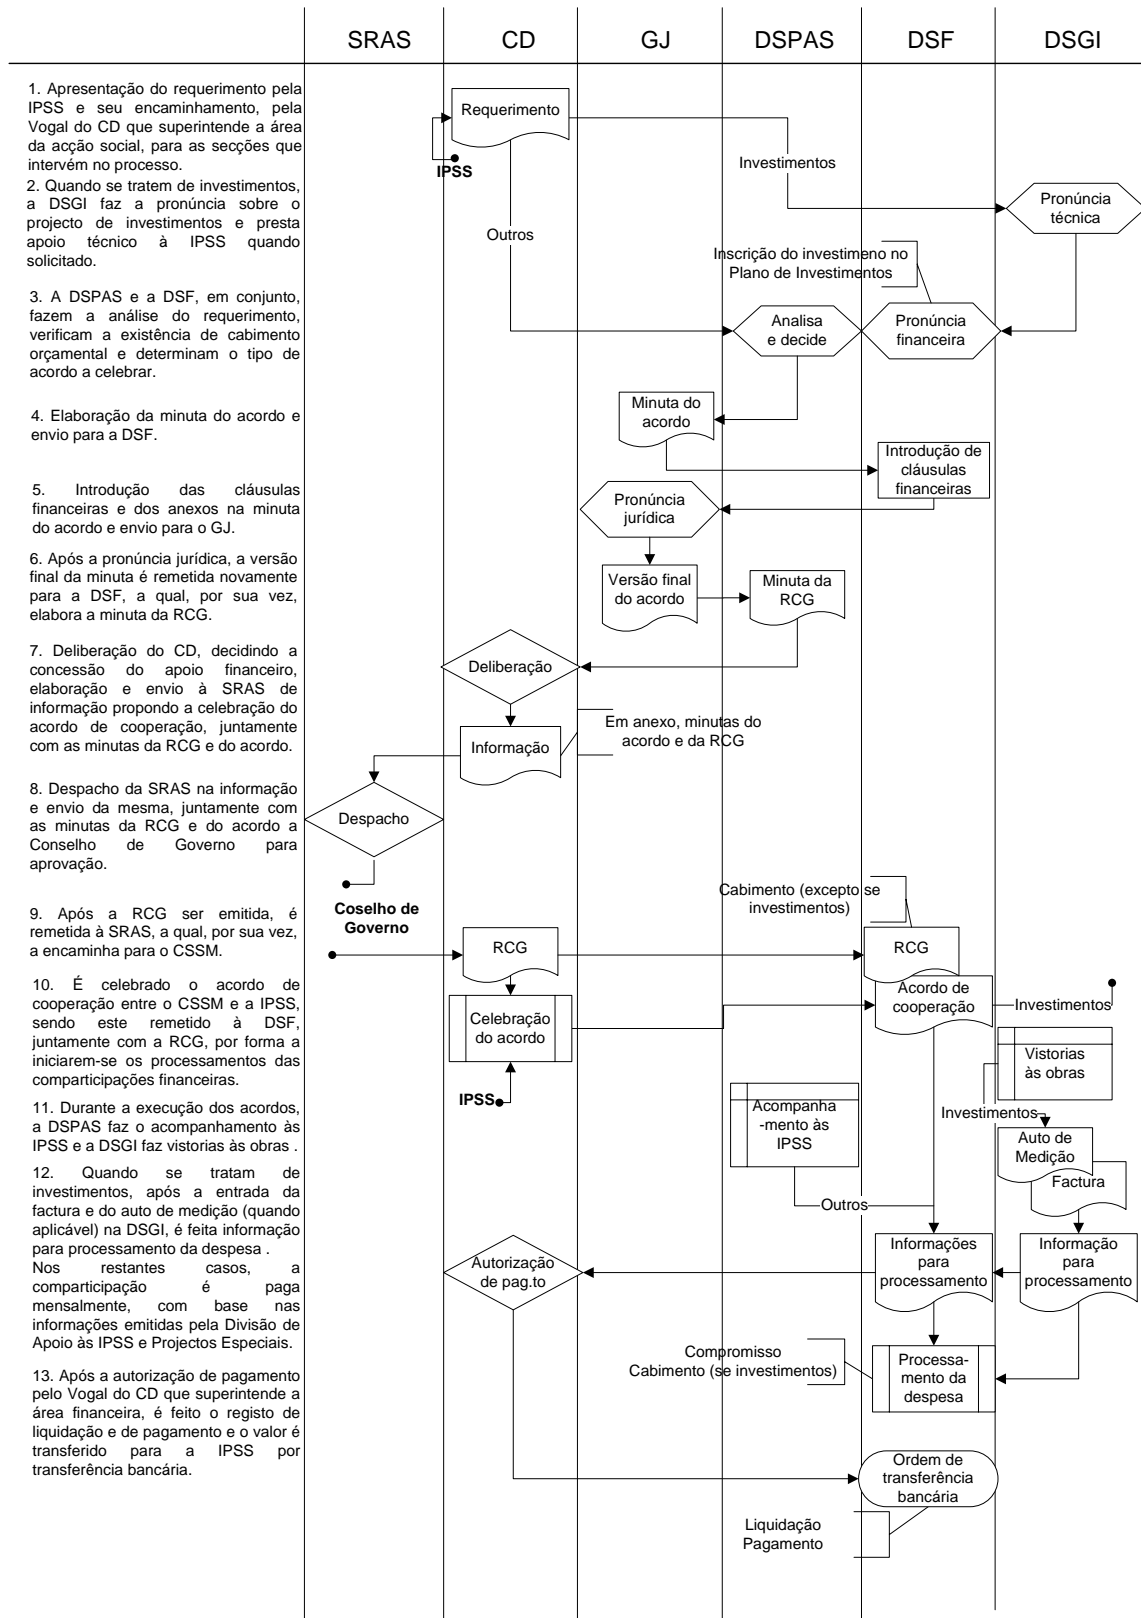 SRAS CD GJ DSPAS DSF DSGI
1. Apresentação do requerimento pela
IPSS e seu encaminhamento, pela
Vogal do CD que superintende a área
da acção social, para as secções que
intervém no processo.
2. Quando se tratem de investimentos,
a DSGI faz a pronúncia sobre o
projecto de investimentos e presta
apoio técnico à IPSS quando
solicitado.
3. A DSPAS e a DSF, em conjunto,
fazem a análise do requerimento,
verificam a existência de cabimento
orçamental e determinam o tipo de
acordo a celebrar.
4. Elaboração da minuta do acordo e
envio para a DSF.
5. Introdução das cláusulas
financeiras e dos anexos na minuta
do acordo e envio para o GJ.
6. Após a pronúncia jurídica, a versão
final da minuta é remetida novamente
para a DSF, a qual, por sua vez,
elabora a minuta da RCG.
7. Deliberação do CD, decidindo a
concessão do apoio financeiro,
elaboração e envio à SRAS de
informação propondo a celebração do
acordo de cooperação, juntamente
com as minutas da RCG e do acordo.
8. Despacho da SRAS na informação
e envio da mesma, juntamente com
as minutas da RCG e do acordo a
Conselho de Governo para
aprovação.
9. Após a RCG ser emitida, é
remetida à SRAS, a qual, por sua vez,
a encaminha para o CSSM.
10. É celebrado o acordo de
cooperação entre o CSSM e a IPSS,
sendo este remetido à DSF,
juntamente com a RCG, por forma a
iniciarem-se os processamentos das
comparticipações financeiras.
11. Durante a execução dos acordos,
a DSPAS faz o acompanhamento às
IPSS e a DSGI faz vistorias às obras .
12. Quando se tratam de
investimentos, após a entrada da
factura e do auto de medição (quando
aplicável) na DSGI, é feita informação
para processamento da despesa .
Nos restantes casos, a
comparticipação é paga
mensalmente, com base nas
informações emitidas pela Divisão de
Apoio às IPSS e Projectos Especiais.
13. Após a autorização de pagamento
pelo Vogal do CD que superintende a
área financeira, é feito o registo de
liquidação e de pagamento e o valor é
transferido para a IPSS por
transferência bancária.
Requerimento
IPSS
Investimentos
Pronúncia
técnica
Outros
Inscrição do investimeno no
Plano de Investimentos
Analisa
e decide
Pronúncia
financeira
Minuta do
acordo
Introdução de
cláusulas
financeiras
Pronúncia
jurídica
Versão final
do acordo
Minuta da
RCG
Deliberação
Informação
Em anexo, minutas do
acordo e da RCG
Despacho
Coselho de
Governo
Cabimento (excepto se
investimentos)
RCG
RCG
Celebração
do acordo
Acordo de
cooperação
Investimentos
IPSS
Vistorias
às obras
Acompanha
-mento às
IPSS
Investimentos
Auto de
Medição
Factura
Outros
Autorização
de pag.to
Informações
para
processamento
Informação
para
processamento
Compromisso
Cabimento (se investimentos)
Processa-
mento da
despesa
Ordem de
transferência
bancária
Liquidação
Pagamento